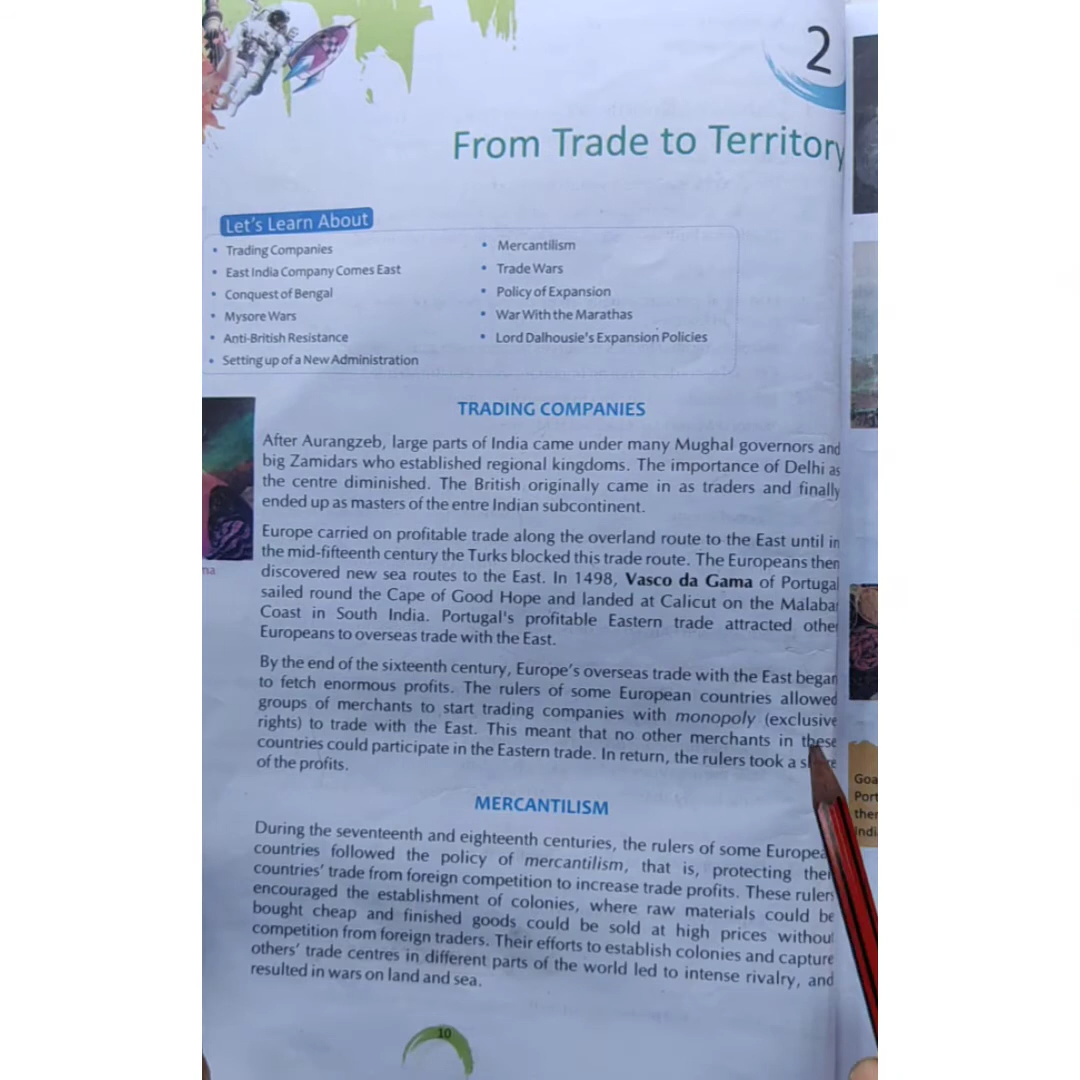 2
From Trade to Territory
Let's Learn About
• Trading Companies
• East India Company Comes East
• Conquest of Bengal
• Mysore Wars
• Anti-British Resistance
• Setting up of a New Administration
• Mercantilism
• Trade Wars
• Policy of Expansion
• War With the Marathas
• Lord Dalhousie's Expansion Policies
TRADING COMPANIES
After Aurangzeb, large parts of India came under many Mughal governors and
big Zamidars who established regional kingdoms. The importance of Delhi as
the centre diminished. The British originally came in as traders and finally
ended up as masters of the entre Indian subcontinent.
Europe carried on profitable trade along the overland route to the East until in
the mid-fifteenth century the Turks blocked this trade route. The Europeans then
discovered new sea routes to the East. In 1498, Vasco da Gama of Portugal
sailed round the Cape of Good Hope and landed at Calicut on the Malaba
Coast in South India. Portugal's profitable Eastern trade attracted othe
Europeans to overseas trade with the East.
By the end of the sixteenth century, Europe's overseas trade with the East began
to fetch enormous profits. The rulers of some European countries allowed
groups of merchants to start trading companies with monopoly (exclusive
rights) to trade with the East. This meant that no other merchants in these
countries could participate in the Eastern trade. In return, the rulers took a
of the profits.
MERCANTILISM
During the seventeenth and eighteenth centuries, the rulers of some Europea
countries followed the policy of mercantilism, that is, protecting thei
countries' trade from foreign competition to increase trade profits. These rulers
encouraged the establishment of colonies, where raw materials could be
bought cheap and finished goods could be sold at high prices without
competition from foreign traders. Their efforts to establish colonies and capture
others' trade centres in different parts of the world led to intense rivalry, and
resulted in wars on land and sea.
10
ma
Goa
Port
ther
Indi